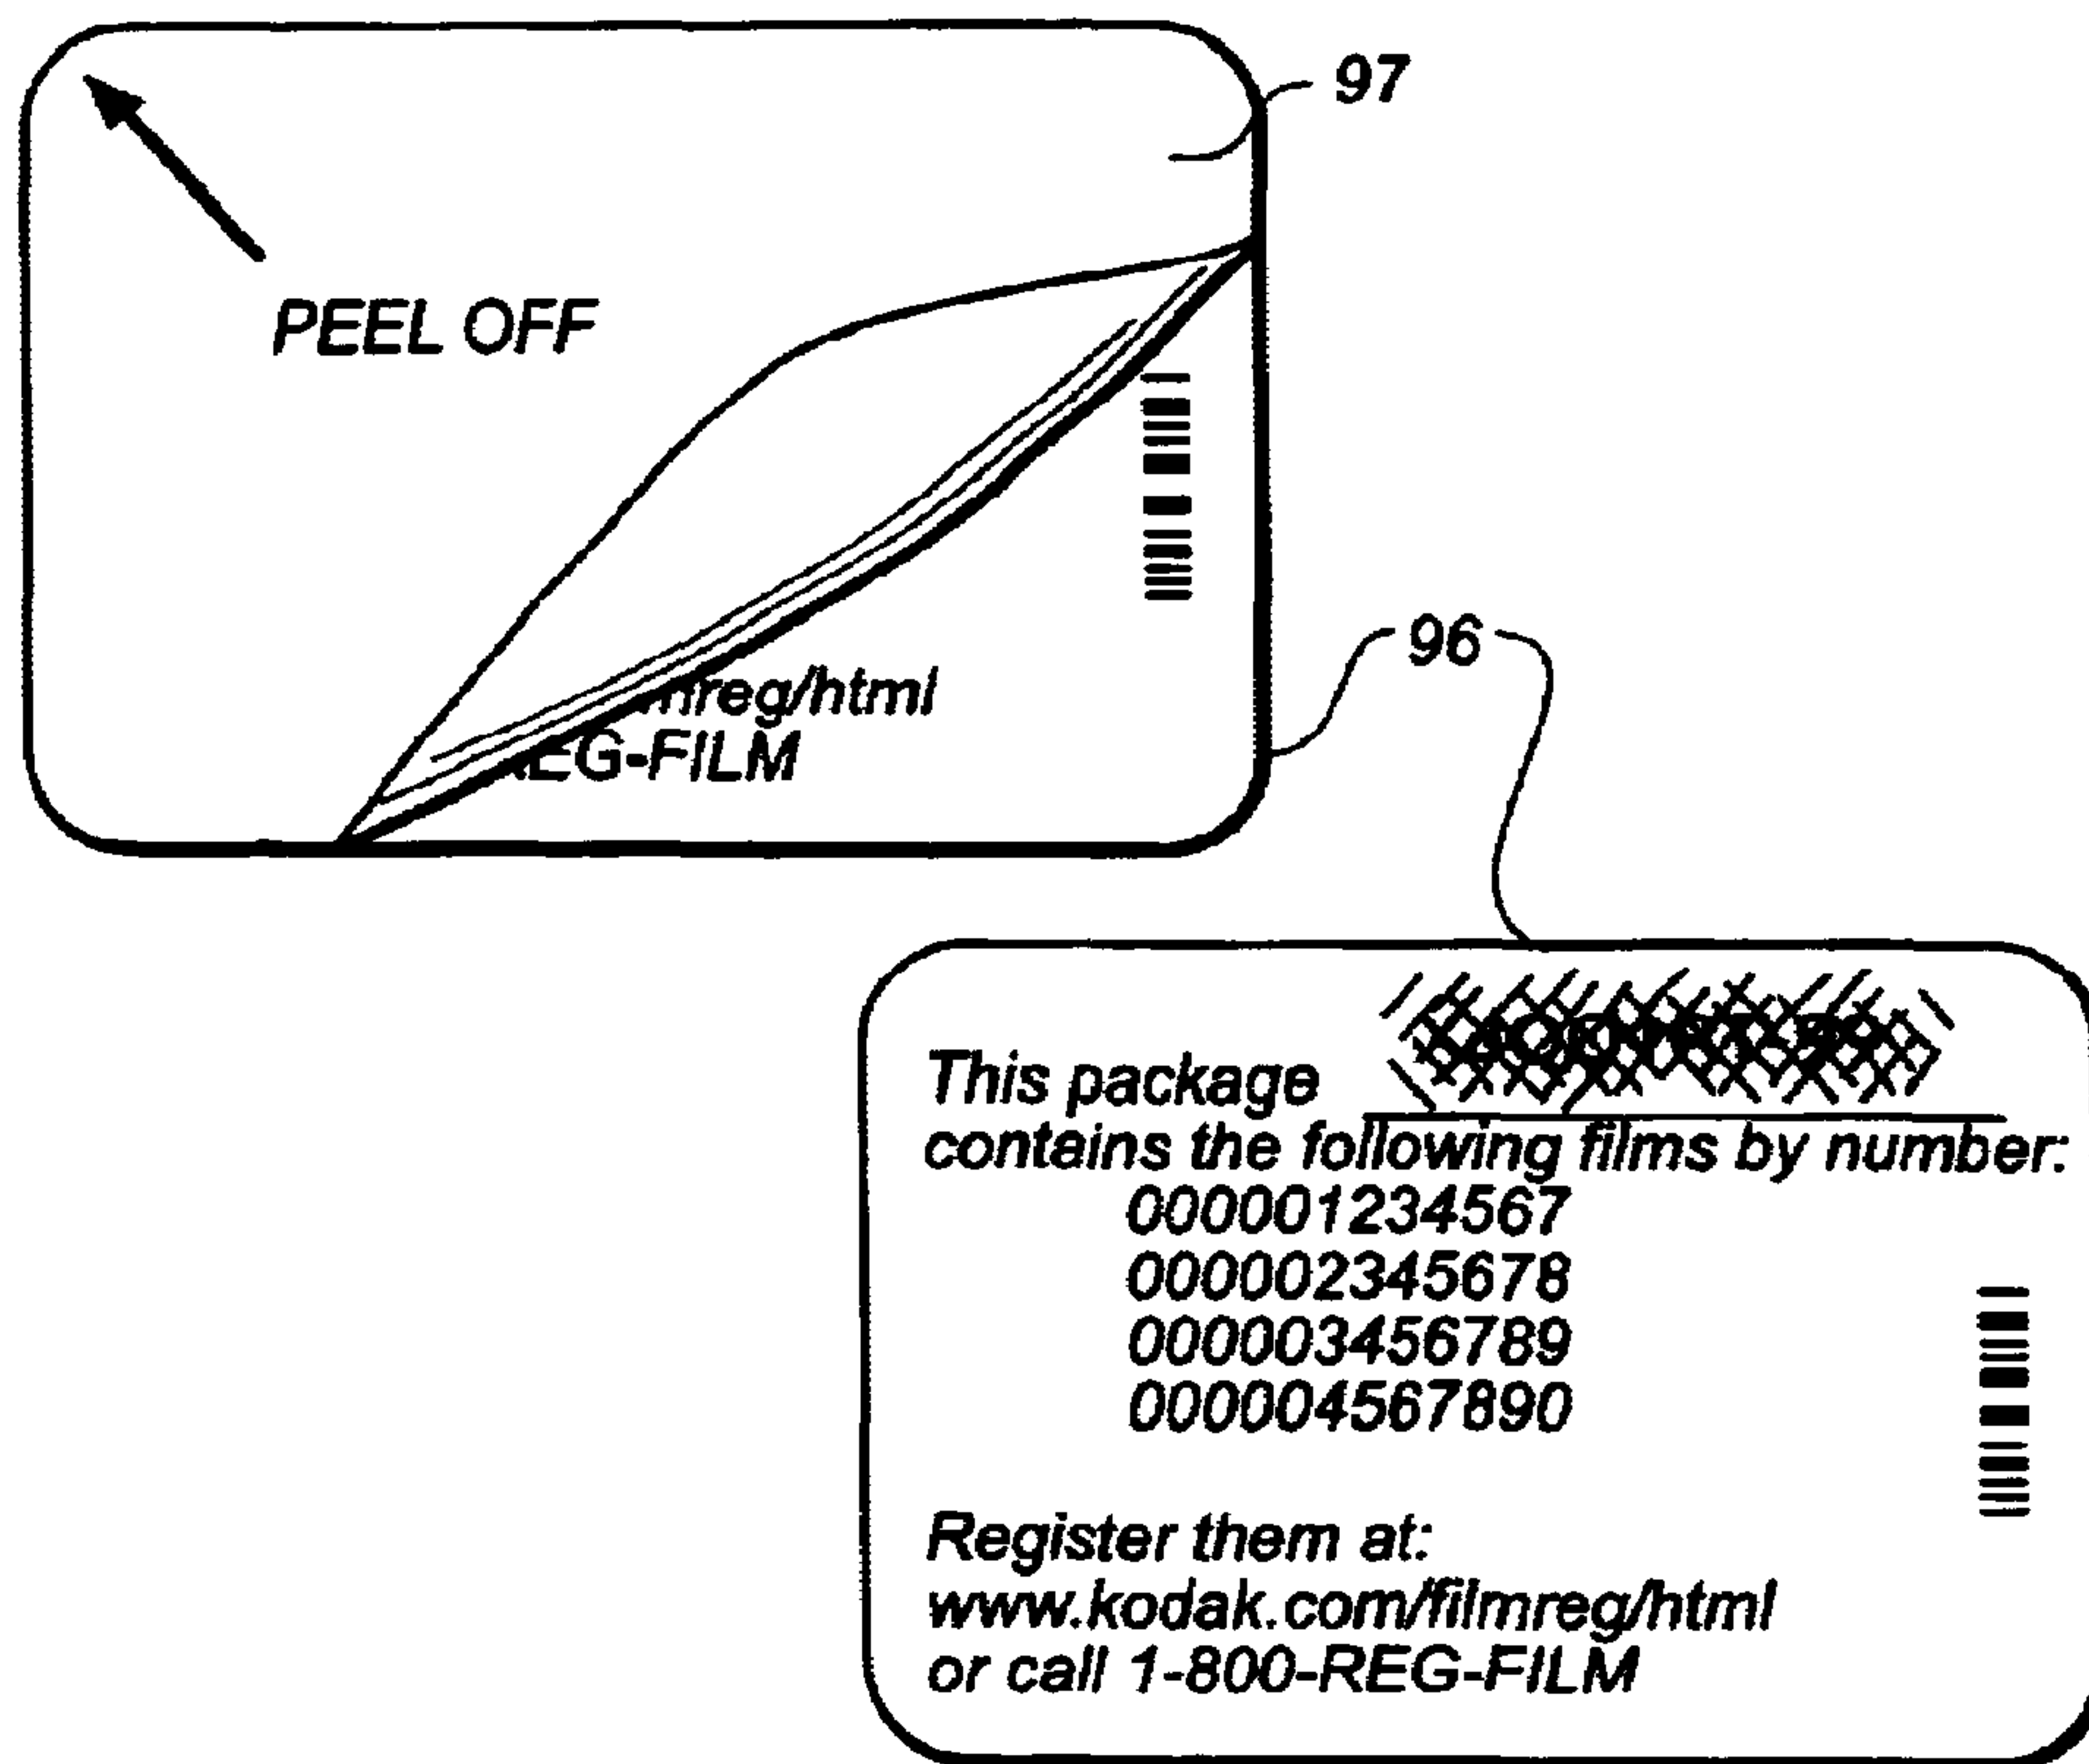 97
PEEL OFF
mreg/html
EG-FILM
96
This package
contains the following films by number:
000001234567
000002345678
000003456789
000004567890
Register them at:
www.kodak.com/filmreg/html
or call 1-800-REG-FILM